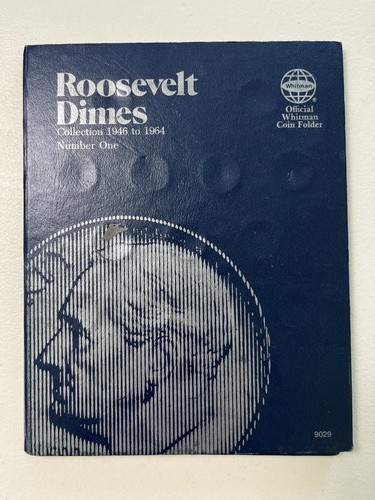 Roosevelt
Dimes
Collection 1946 to 1964
Number One
Whitman
®
Official
Whitman
Coin Folder
9029